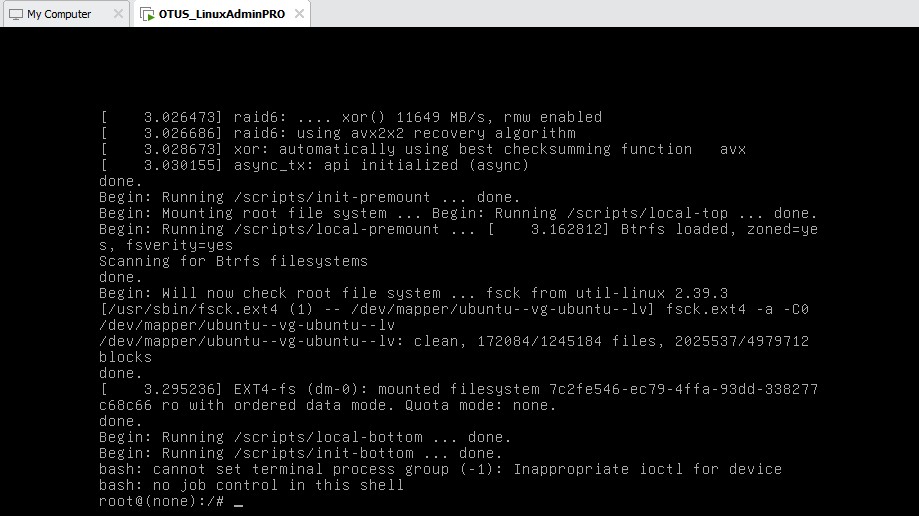 My Computer
OTUS_LinuxAdminPRO
[    3.026473] raid6: .... xor() 11649 MB/s, rmw enabled
[    3.026686] raid6: using avx2x2 recovery algorithm
[    3.028673] xor: automatically using best checksumming function   avx
[    3.030155] async_tx: api initialized (async)
done.
Begin: Running /scripts/init-premount ... done.
Begin: Mounting root file system ... Begin: Running /scripts/local-top ... done.
Begin: Running /scripts/local-premount ... [    3.162812] Btrfs loaded, zoned=ye
s, fsverity=yes
Scanning for Btrfs filesystems
done.
Begin: Will now check root file system ... fsck from util-linux 2.39.3
[/usr/sbin/fsck.ext4 (1) -- /dev/mapper/ubuntu--vg-ubuntu--lv] fsck.ext4 -a -C0
/dev/mapper/ubuntu--vg-ubuntu--lv
/dev/mapper/ubuntu--vg-ubuntu--lv: clean, 172084/1245184 files, 2025537/4979712
blocks
done.
[    3.295236] EXT4-fs (dm-0): mounted filesystem 7c2fe546-ec79-4ffa-93dd-338277
c68c66 ro with ordered data mode. Quota mode: none.
done.
Begin: Running /scripts/local-bottom ... done.
Begin: Running /scripts/init-bottom ... done.
bash: cannot set terminal process group (-1): Inappropriate ioctl for device
bash: no job control in this shell
root@(none):/# _